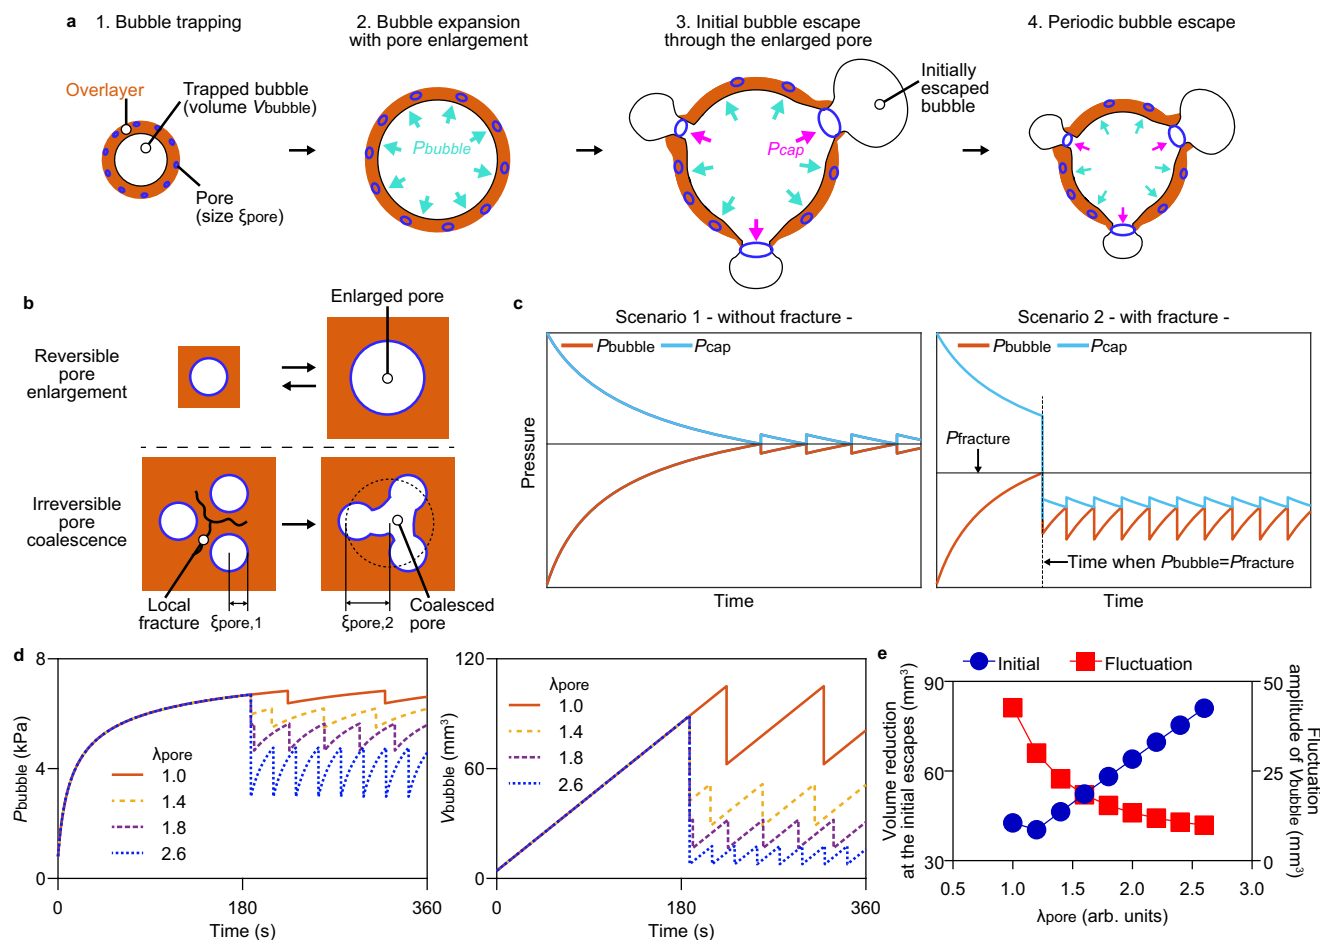 a
1. Bubble trapping
2. Bubble expansion
with pore enlargement
3. Initial bubble escape
through the enlarged pore
4. Periodic bubble escape
Overlayer
Trapped bubble
(volume Vbubble)
Pore
(size ξpore)
Pbubble
Pcap
Initially
escaped
bubble
b
Enlarged pore
Reversible
pore
enlargement
Irreversible
pore
coalescence
Local
fracture
ξpore,1
ξpore,2
Coalesced
pore
c
Scenario 1 - without fracture -
Pbubble
Pcap
Pressure
Time
Scenario 2 - with fracture -
Pbubble
Pcap
Pfracture
Time when Pbubble=Pfracture
Time
d
Pbubble (kPa)
8
4
0
λpore
1.0
1.4
1.8
2.6
0
180
360
Time (s)
Vbubble (mm³)
120
60
0
λpore
1.0
1.4
1.8
2.6
0
180
360
Time (s)
e
Initial
Fluctuation
Volume reduction
at the initial escapes (mm³)
90
60
30
50
25
0
Fluctuation
amplitude of Vbubble (mm³)
0.5
1.0
1.5
2.0
2.5
3.0
λpore (arb. units)